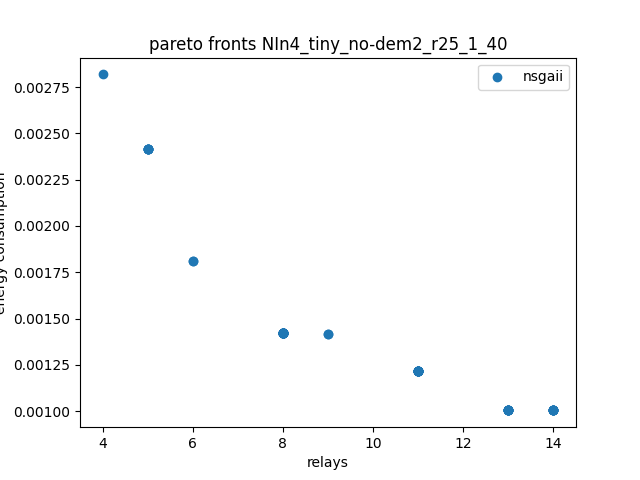 pareto fronts NIn4_tiny_no-dem2_r25_1_40
nsgaii
0.00275
0.00250
0.00225
0.00200
0.00175
0.00150
0.00125
0.00100
energy consumption
4 6 8 10 12 14
relays